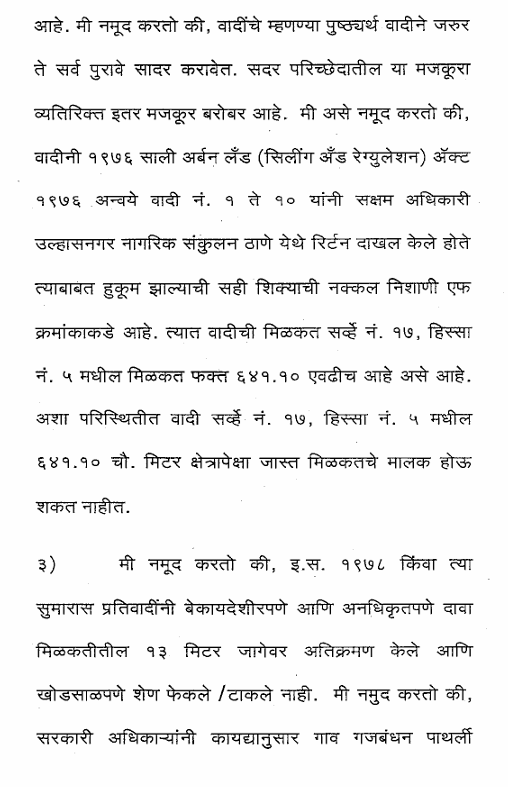 आहे. मी नमूद करतो की, वादींचे म्हणण्या पुष्ठ्यर्थ वादीने जरुर
ते सर्व पुरावे सादर करावेत. सदर परिच्छेदातील या मजकूरा
व्यतिरिक्त इतर मजकूर बरोबर आहे. मी असे नमूद करतो की,
वादीनी १९७६ साली अर्बन लँड (सिलींग अँड रेग्युलेशन) ॲक्ट
१९७६ अन्वये वादी नं. १ ते १० यांनी सक्षम अधिकारी
उल्हासनगर नागरिक संकुलन ठाणे येथे रिर्टन दाखल केले होते
त्याबाबत हुकूम झाल्याची सही शिक्याची नक्कल निशाणी एफ
क्रमांकाकडे आहे. त्यात वादीची मिळकत सर्व्हे नं. १७, हिस्सा
नं. ५ मधील मिळकत फक्त ६४१.१० एवढीच आहे असे आहे.
अशा परिस्थितीत वादी सर्व्हे नं. १७, हिस्सा नं. ५ मधील
६४१.१० चौ. मिटर क्षेत्रापेक्षा जास्त मिळकतचे मालक होऊ
शकत नाहीत.
३) मी नमूद करतो की, इ.स. १९७८ किंवा त्या
सुमारास प्रतिवादींनी बेकायदेशीरपणे आणि अनधिकृतपणे दावा
मिळकतीतील १३ मिटर जागेवर अतिक्रमण केले आणि
खोडसाळपणे शेण फेकले /टाकले नाही. मी नमुद करतो की,
सरकारी अधिकाऱ्यांनी कायद्यानुसार गाव गजबंधन पाथर्ली